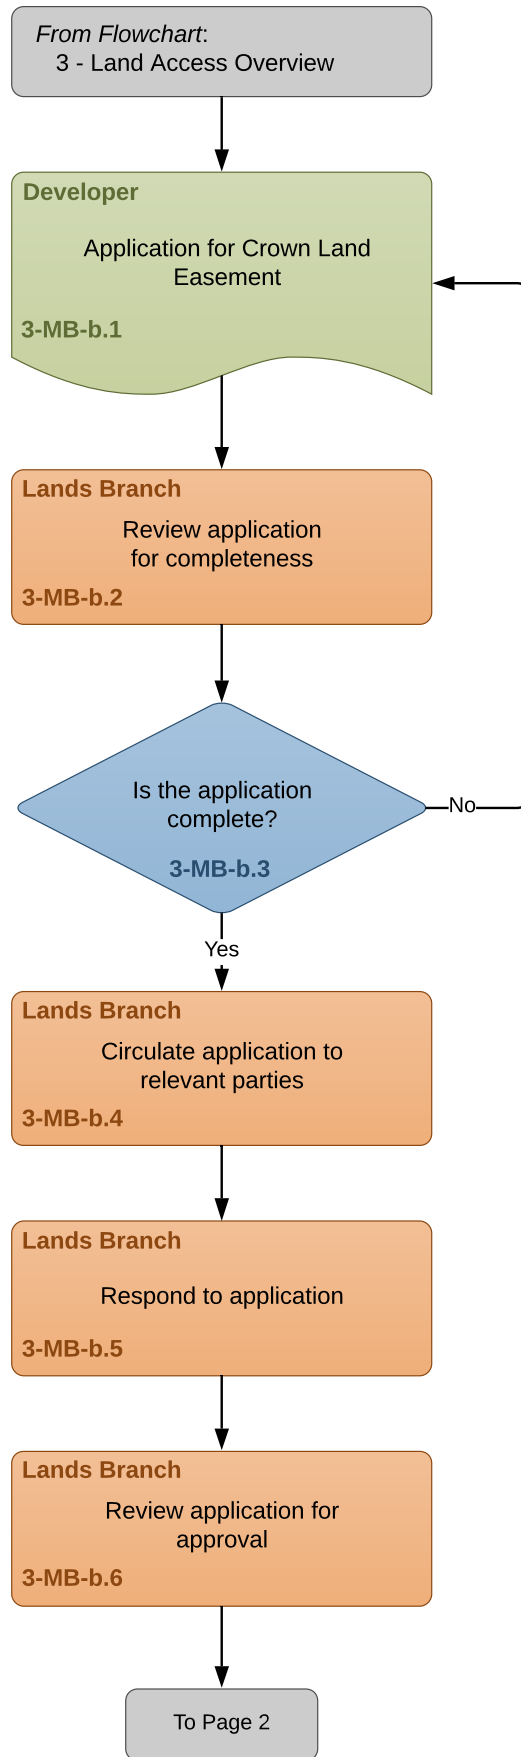 From Flowchart:
3 - Land Access Overview
Developer
Application for Crown Land
Easement
3-MB-b.1
Lands Branch
Review application
for completeness
3-MB-b.2
Is the application
complete?
3-MB-b.3
No
Yes
Lands Branch
Circulate application to
relevant parties
3-MB-b.4
Lands Branch
Respond to application
3-MB-b.5
Lands Branch
Review application for
approval
3-MB-b.6
To Page 2